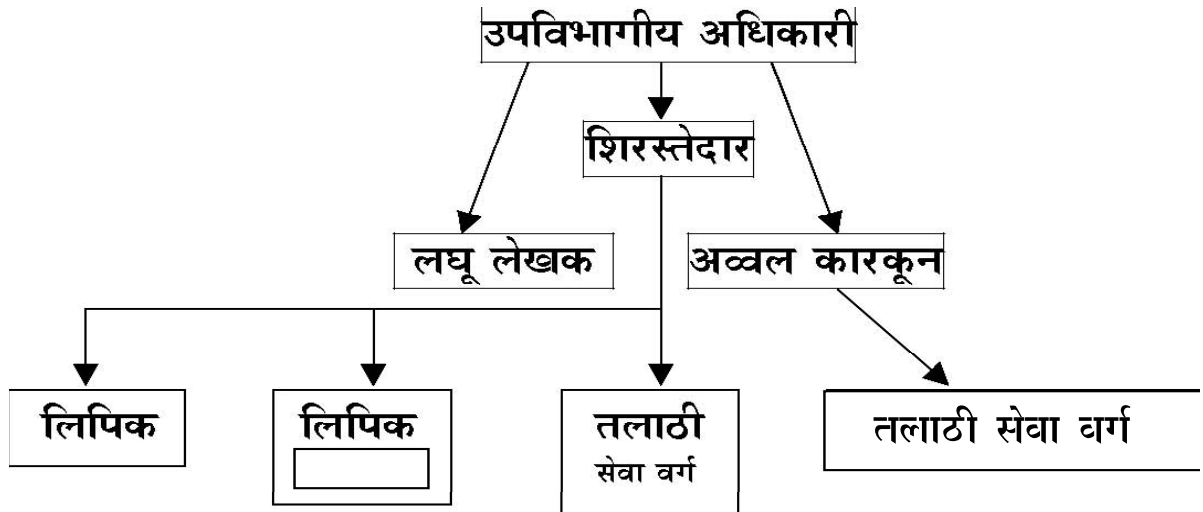 उपविभागीय अधिकारी
शिरस्तेदार
लघू लेखक
अव्वल कारकून
लिपिक
लिपिक
तलाठी
सेवा वर्ग
तलाठी सेवा वर्ग